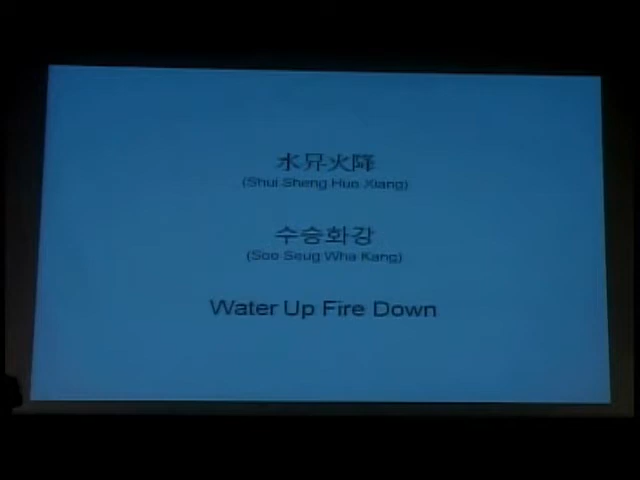 水昇火降
(Shui Sheng Huo Xiang)
수승화강
(Soo Seug Wha Kang)
Water Up Fire Down